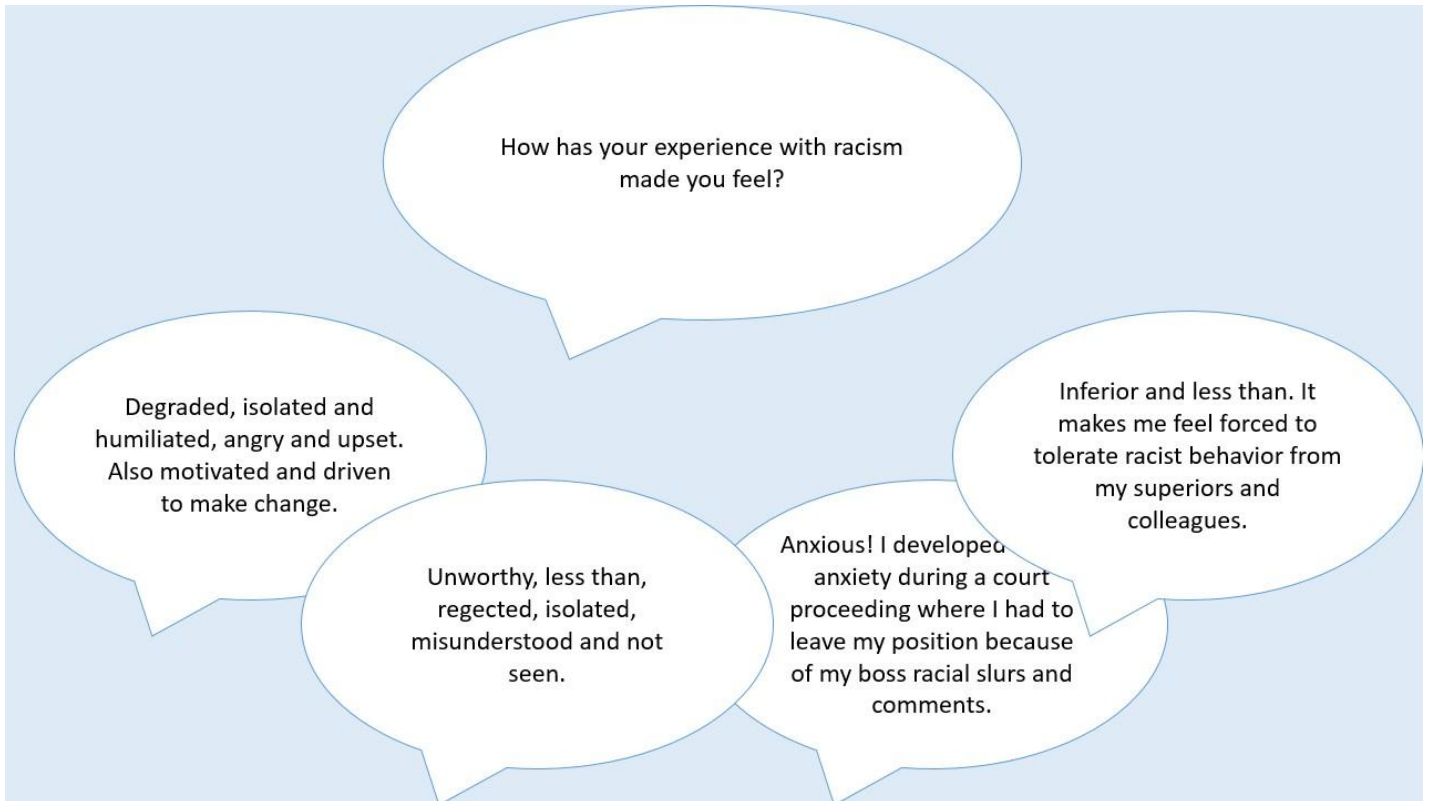 How has your experience with racism
made you feel?
Degraded, isolated and
humiliated, angry and upset.
Also motivated and driven
to make change.
Unworthy, less than,
regected, isolated,
misunderstood and not
seen.
Anxious! I developed
anxiety during a court
proceeding where I had to
leave my position because
of my boss racial slurs and
comments.
Inferior and less than. It
makes me feel forced to
tolerate racist behavior from
my superiors and
colleagues.